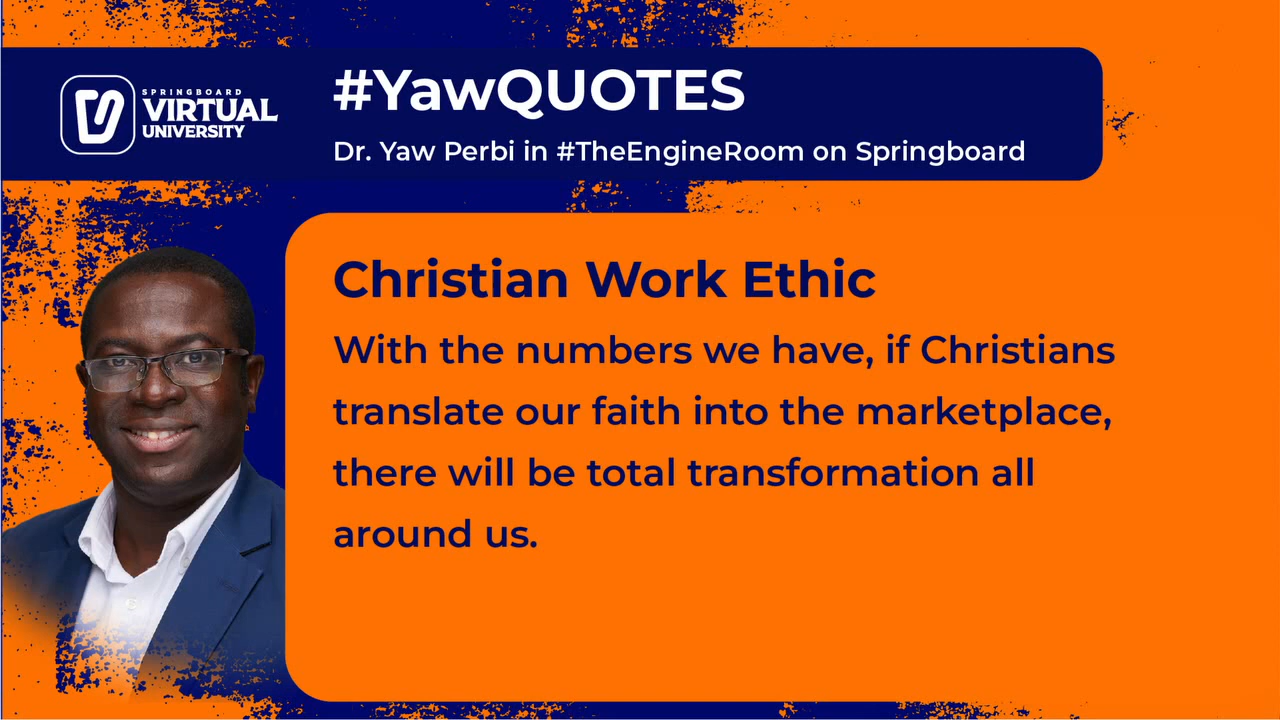 SPRINGBOARD
VIRTUAL
UNIVERSITY
#YawQUOTES
Dr. Yaw Perbi in #TheEngineRoom on Springboard
Christian Work Ethic
With the numbers we have, if Christians
translate our faith into the marketplace,
there will be total transformation all
around us.